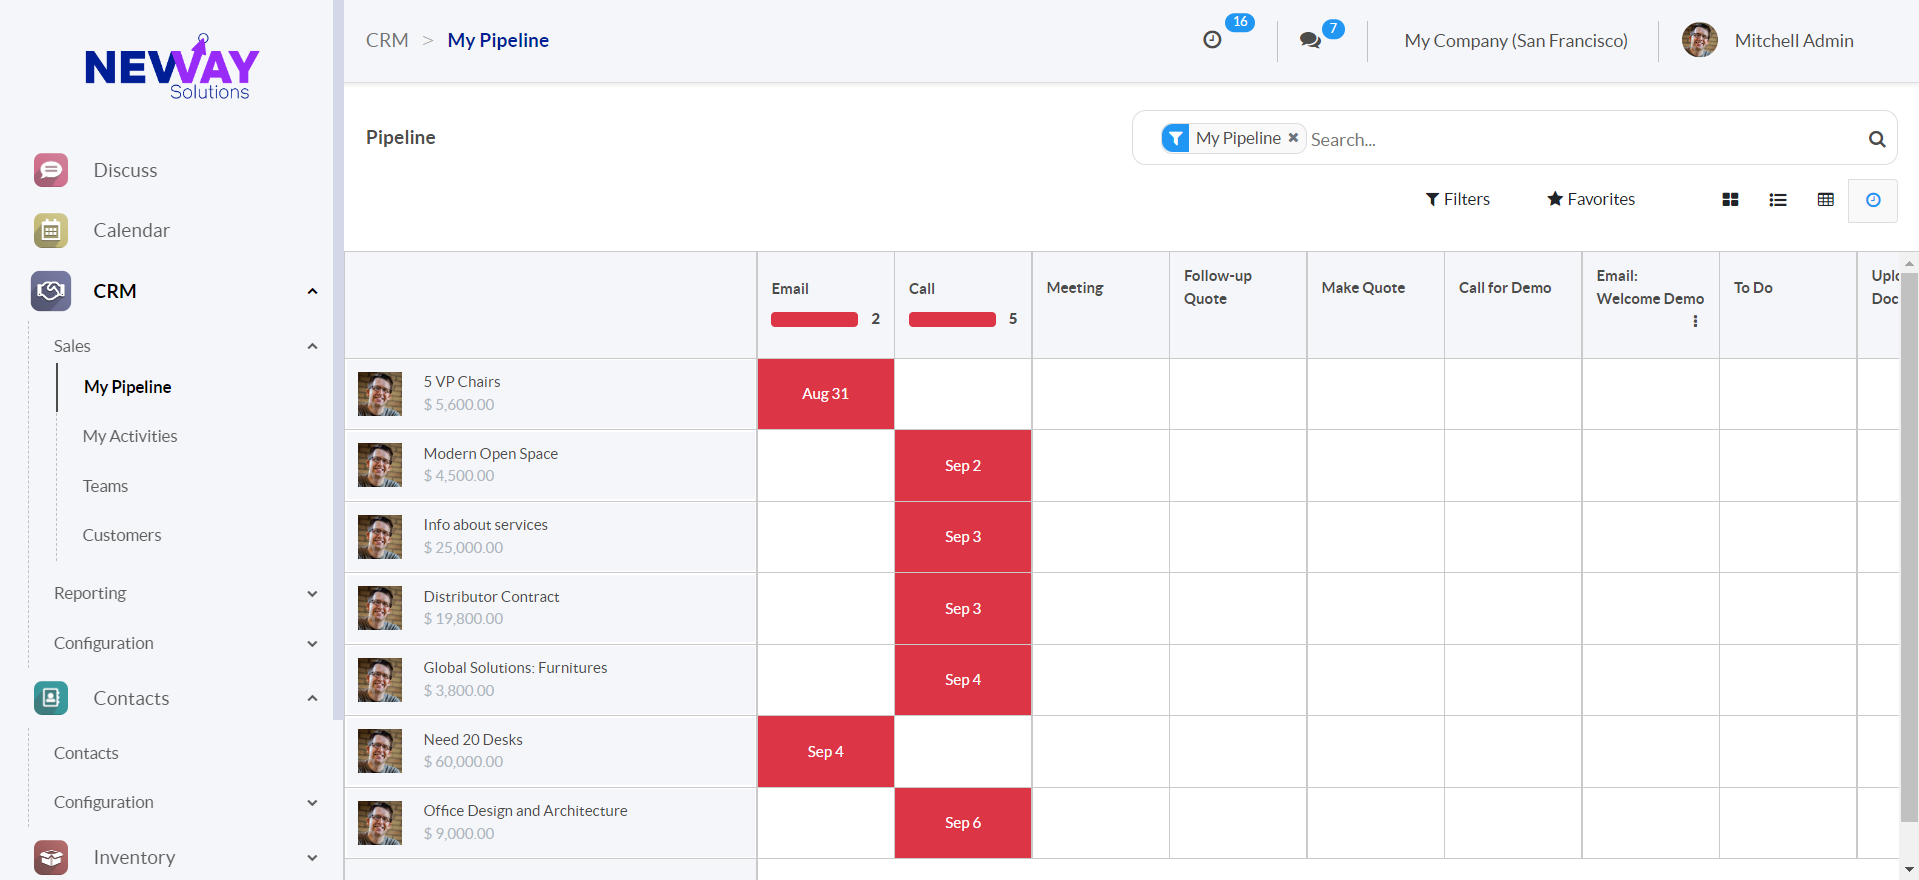 NEWAY
Solutions
Discuss
Calendar
CRM
Sales
My Pipeline
My Activities
Teams
Customers
Reporting
Configuration
Contacts
Contacts
Configuration
Inventory
CRM > My Pipeline
16
7
My Company (San Francisco)
Mitchell Admin
Pipeline
My Pipeline ✖ Search...
Filters
Favorites
Email
2
Call
5
Meeting
Follow-up
Quote
Make Quote
Call for Demo
Email:
Welcome Demo
To Do
Uplo
Doc
5 VP Chairs
$ 5,600.00
Aug 31
Modern Open Space
$ 4,500.00
Sep 2
Info about services
$ 25,000.00
Sep 3
Distributor Contract
$ 19,800.00
Sep 3
Global Solutions: Furnitures
$ 3,800.00
Sep 4
Need 20 Desks
$ 60,000.00
Sep 4
Office Design and Architecture
$ 9,000.00
Sep 6